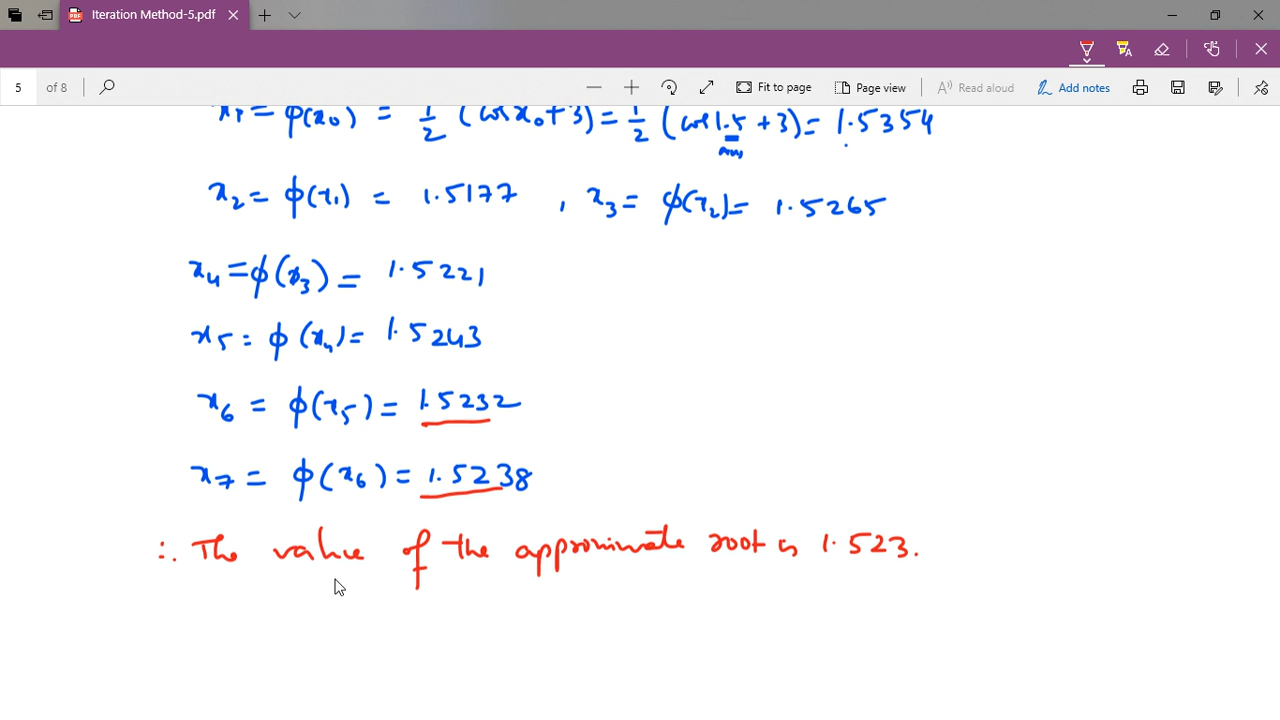 Iteration Method-5.pdf
5 of 8 Fit to page Page view Read aloud Add notes
x₁ = φ(x₀) = 1/2 (cos x₀ + 3) = 1/2 (cos 1.5 + 3) = 1.5354
Ans
x₂ = φ(x₁) = 1.5177 , x₃ = φ(x₂) = 1.5265
x₄ = φ(x₃) = 1.5221
x₅ = φ(x₄) = 1.5243
x₆ = φ(x₅) = 1.5232
x₇ = φ(x₆) = 1.5238
∴ The value of the approximate root is 1.523.